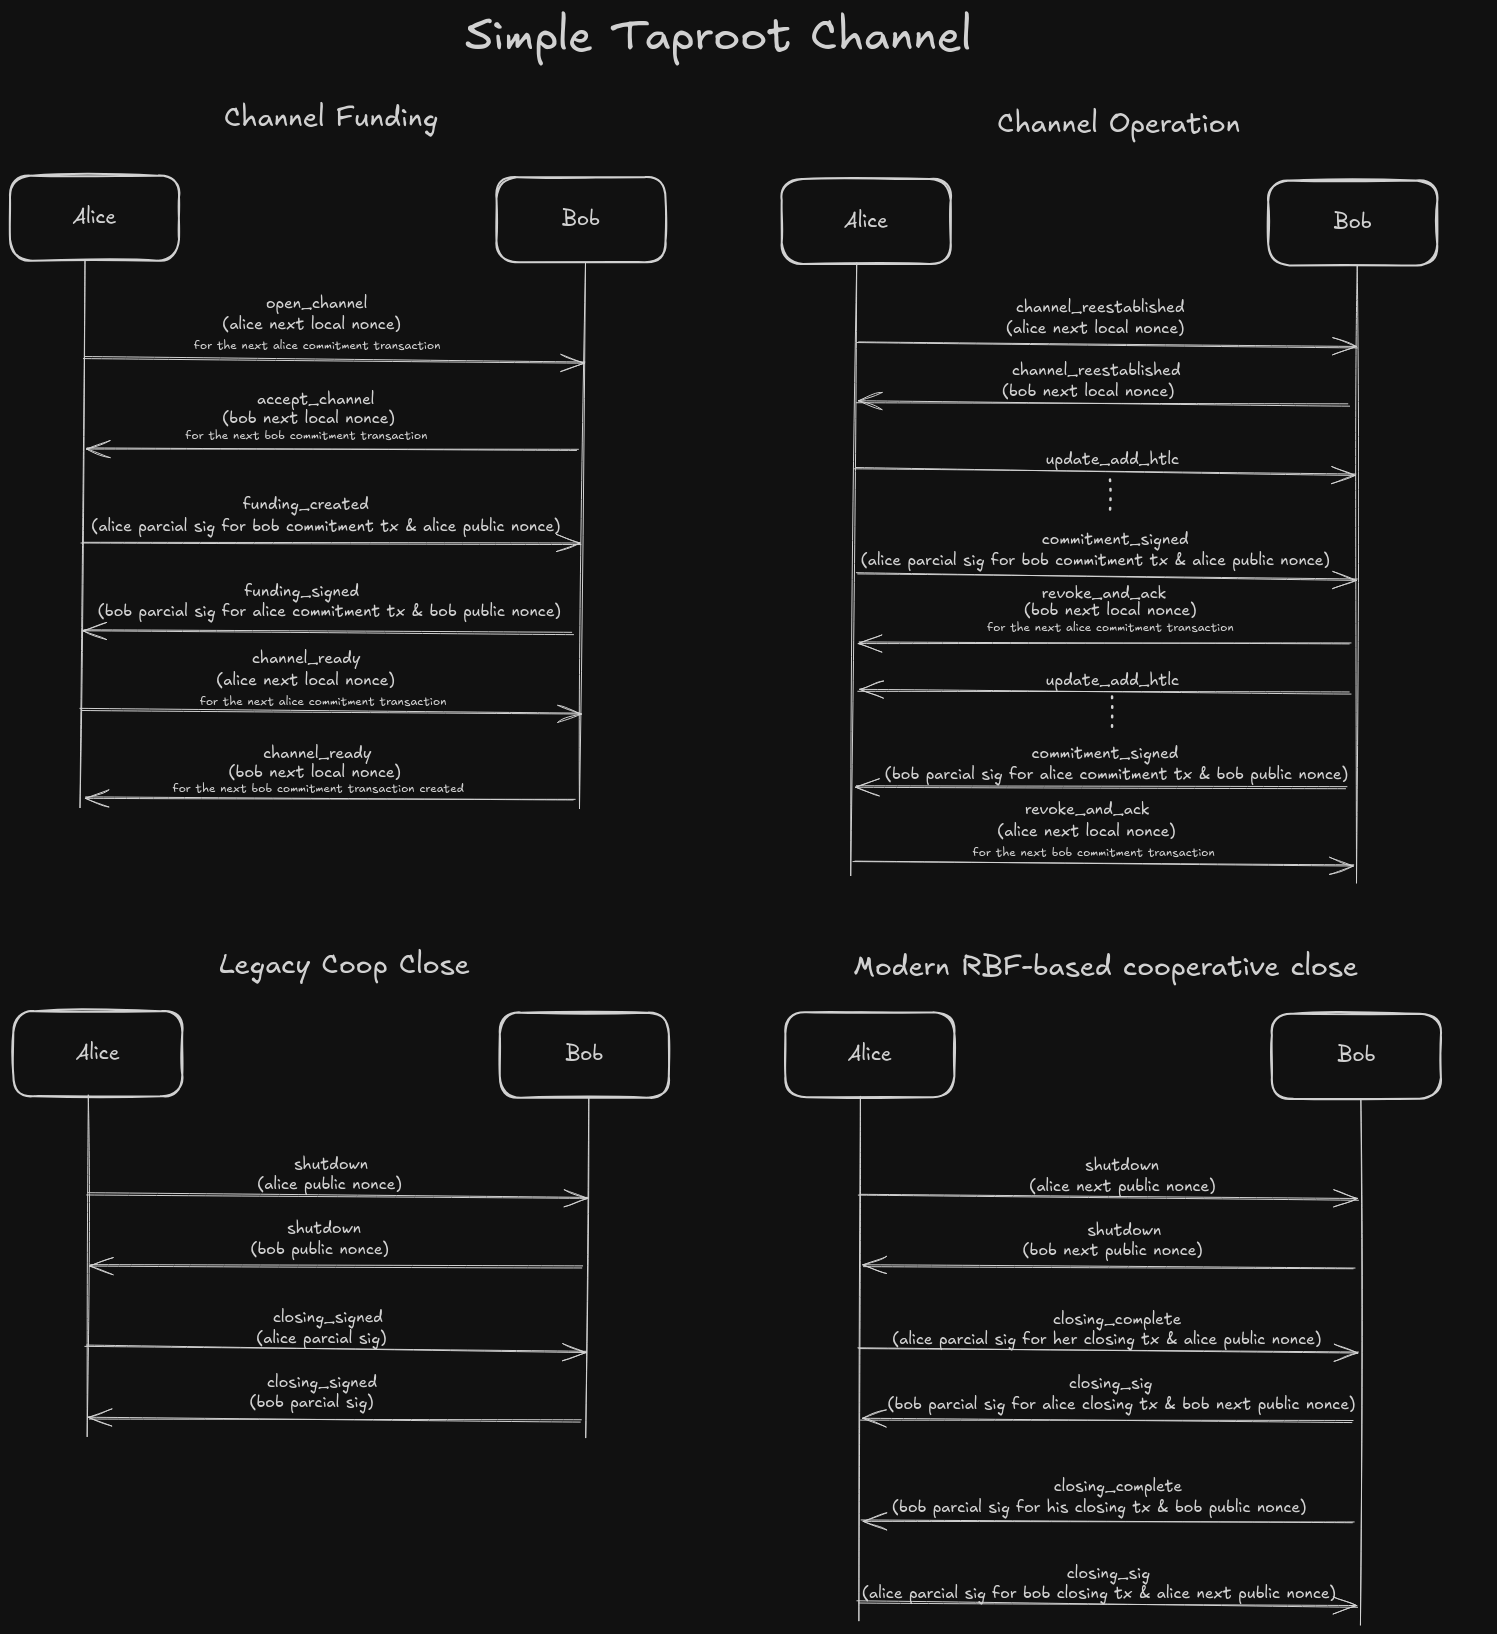 Simple Taproot Channel
Channel Funding
Alice
Bob
open_channel
(alice next local nonce)
for the next alice commitment transaction
accept_channel
(bob next local nonce)
for the next bob commitment transaction
funding_created
(alice parcial sig for bob commitment tx & alice public nonce)
funding_signed
(bob parcial sig for alice commitment tx & bob public nonce)
channel_ready
(alice next local nonce)
for the next alice commitment transaction
channel_ready
(bob next local nonce)
for the next bob commitment transaction created
Channel Operation
Alice
Bob
channel_reestablished
(alice next local nonce)
channel_reestablished
(bob next local nonce)
update_add_htlc
commitment_signed
(alice parcial sig for bob commitment tx & alice public nonce)
revoke_and_ack
(bob next local nonce)
for the next alice commitment transaction
update_add_htlc
commitment_signed
(bob parcial sig for alice commitment tx & bob public nonce)
revoke_and_ack
(alice next local nonce)
for the next bob commitment transaction
Legacy Coop Close
Alice
Bob
shutdown
(alice public nonce)
shutdown
(bob public nonce)
closing_signed
(alice parcial sig)
closing_signed
(bob parcial sig)
Modern RBF-based cooperative close
Alice
Bob
shutdown
(alice next public nonce)
shutdown
(bob next public nonce)
closing_complete
(alice parcial sig for her closing tx & alice public nonce)
closing_sig
(bob parcial sig for alice closing tx & bob next public nonce)
closing_complete
(bob parcial sig for his closing tx & bob public nonce)
closing_sig
(alice parcial sig for bob closing tx & alice next public nonce)